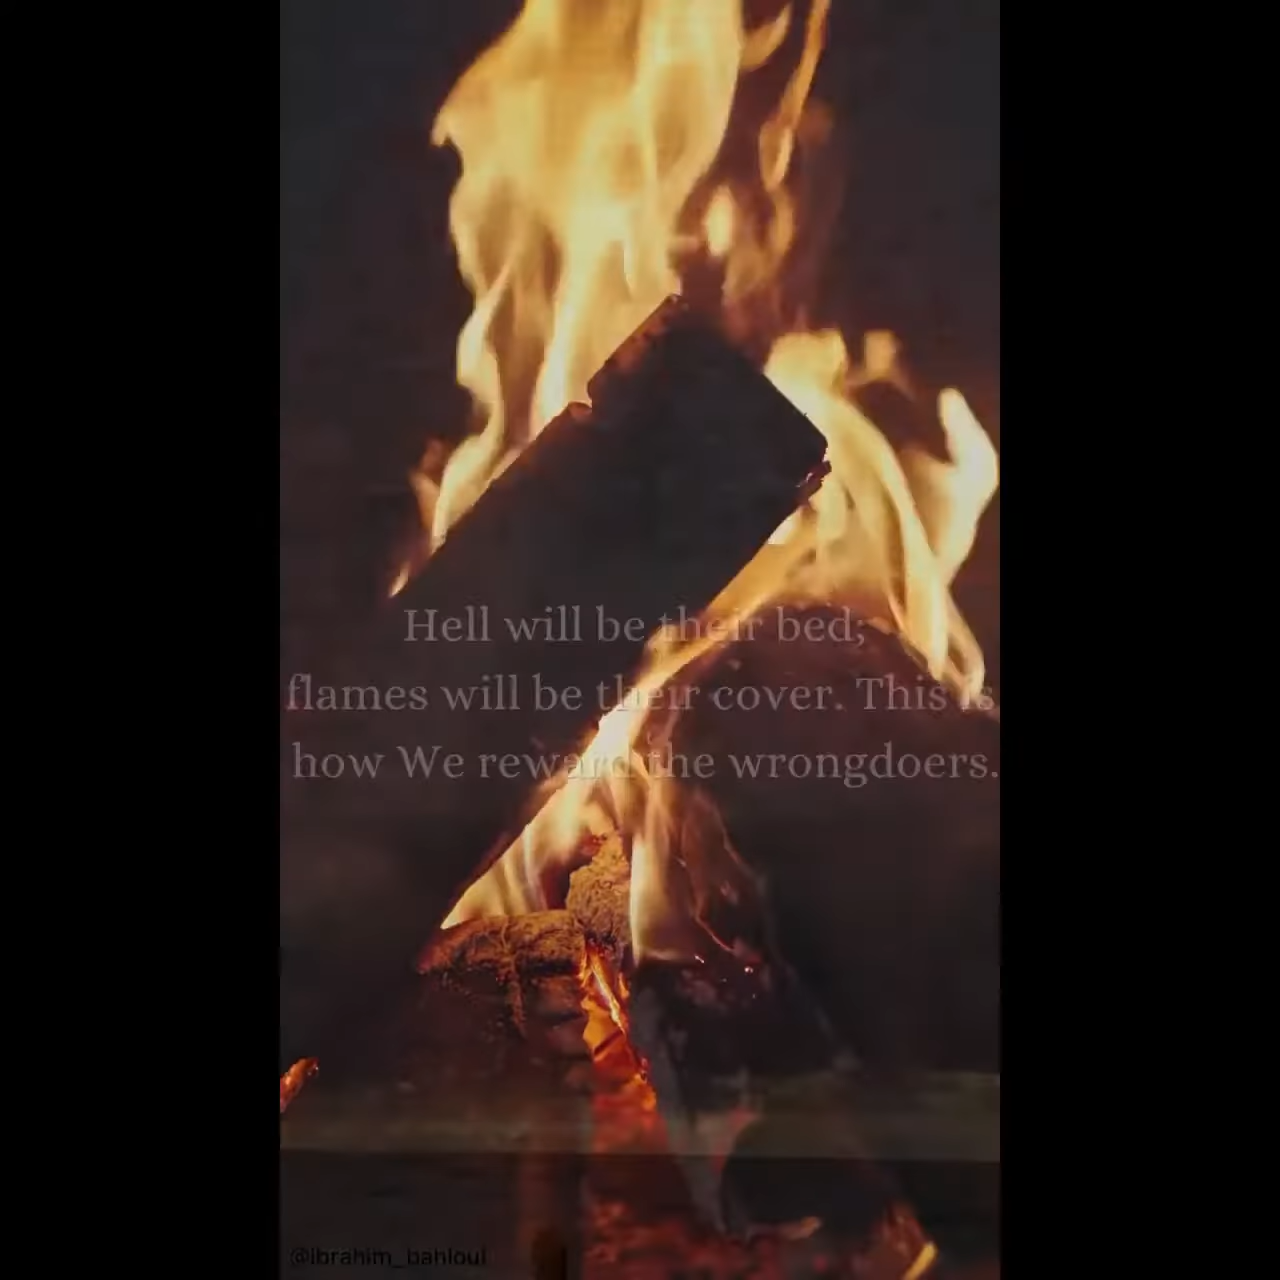 Hell will be their bed;
flames will be their cover. This is
how We reward the wrongdoers.
@ibrahim_bahloul